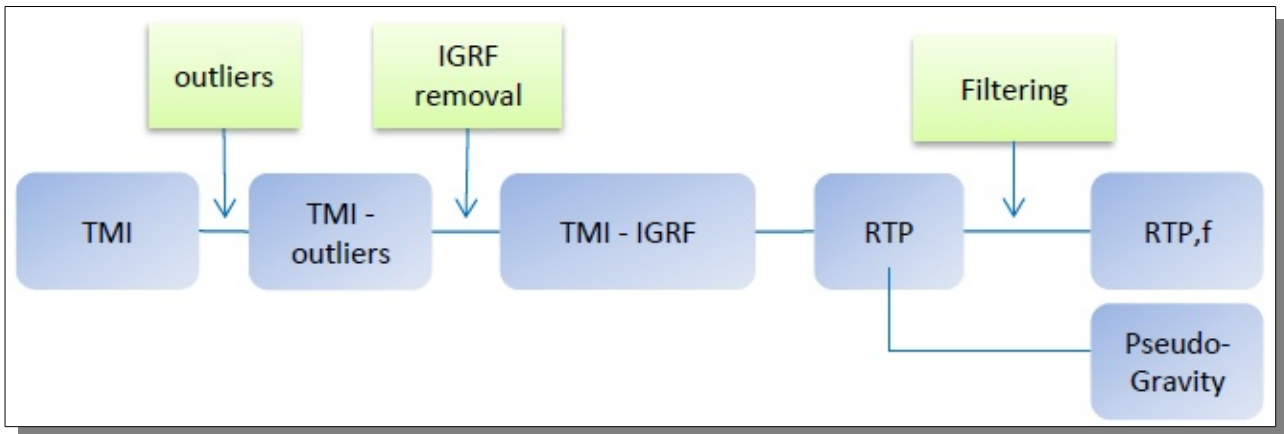 outliers
IGRF
removal
Filtering
TMI
TMI -
outliers
TMI - IGRF
RTP
RTP,f
Pseudo-
Gravity